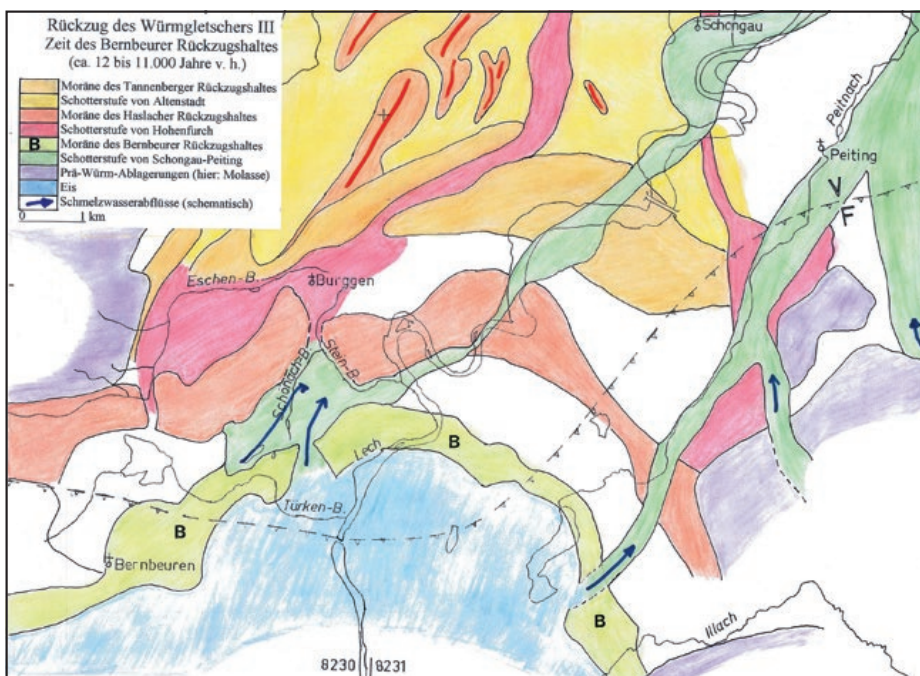 Rückzug des Würmgletschers III
Zeit des Bernbeurer Rückzugshaltes
(ca. 12 bis 11.000 Jahre v. h.)
Moräne des Tannenberger Rückzugshaltes
Schotterstufe von Altenstadt
Moräne des Haslacher Rückzugshaltes
Schotterstufe von Hohenfurch
B Moräne des Bernbeurer Rückzugshaltes
Schotterstufe von Schongau-Peiting
Prä-Würm-Ablagerungen (hier: Molasse)
Eis
Schmelzwasserabflüsse (schematisch)
0 1 km
Schongau
Peitnach
Peiting
V
F
Eschen-B.
Burggen
Schönach-B.
Stein-B.
Lech
B
Türken-B.
B
Bernbeuren
B
Illach
8230 8231